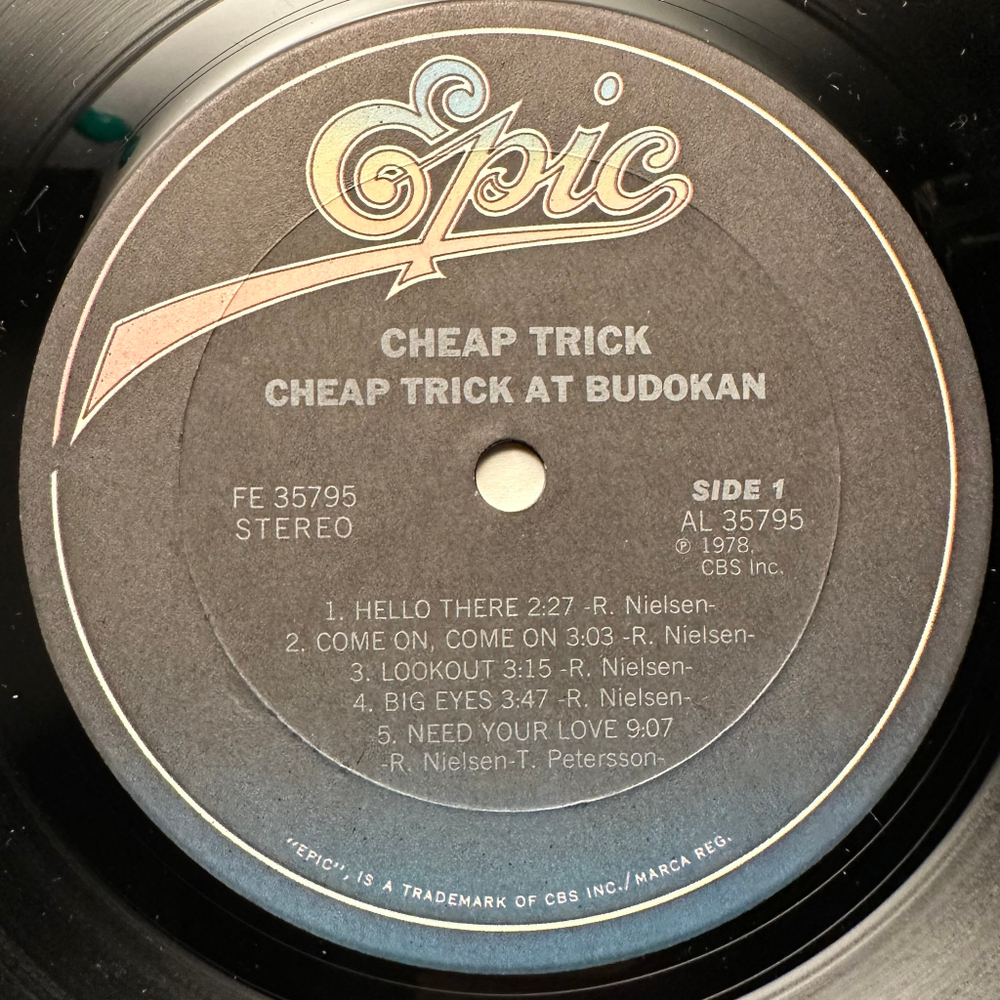 Epic
CHEAP TRICK
CHEAP TRICK AT BUDOKAN
FE 35795
STEREO
SIDE 1
AL 35795
℗ 1978.
CBS Inc.
1. HELLO THERE 2:27 -R. Nielsen-
2. COME ON, COME ON 3:03 -R. Nielsen-
3. LOOKOUT 3:15 -R. Nielsen-
4. BIG EYES 3:47 -R. Nielsen-
5. NEED YOUR LOVE 9:07
-R. Nielsen-T. Petersson-
"EPIC", IS A TRADEMARK OF CBS INC./MARCA REG.